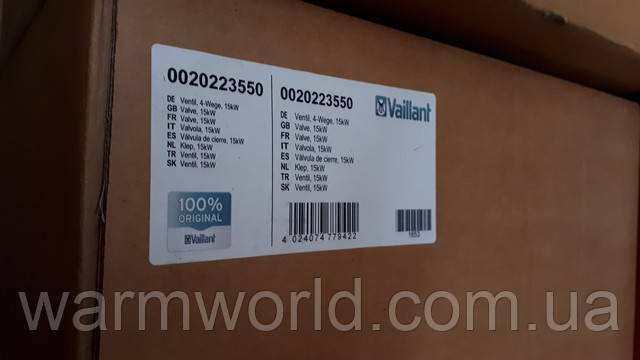 0020223550
DE Ventil, 4-Wege, 15kW
GB Valve, 15kW
FR Valve, 15kW
IT Valvola, 15kW
ES Válvula de cierre, 15kW
NL Klep, 15kW
TR Ventil, 15kW
SK Ventil, 15kW
100%
ORIGINAL
Vaillant
0020223550
DE Ventil, 4-Wege, 15kW
GB Valve, 15kW
FR Valve, 15kW
IT Valvola, 15kW
ES Válvula de cierre, 15kW
NL Klep, 15kW
TR Ventil, 15kW
SK Ventil, 15kW
4 024074 779422
Vaillant
1652
warmworld.com.ua